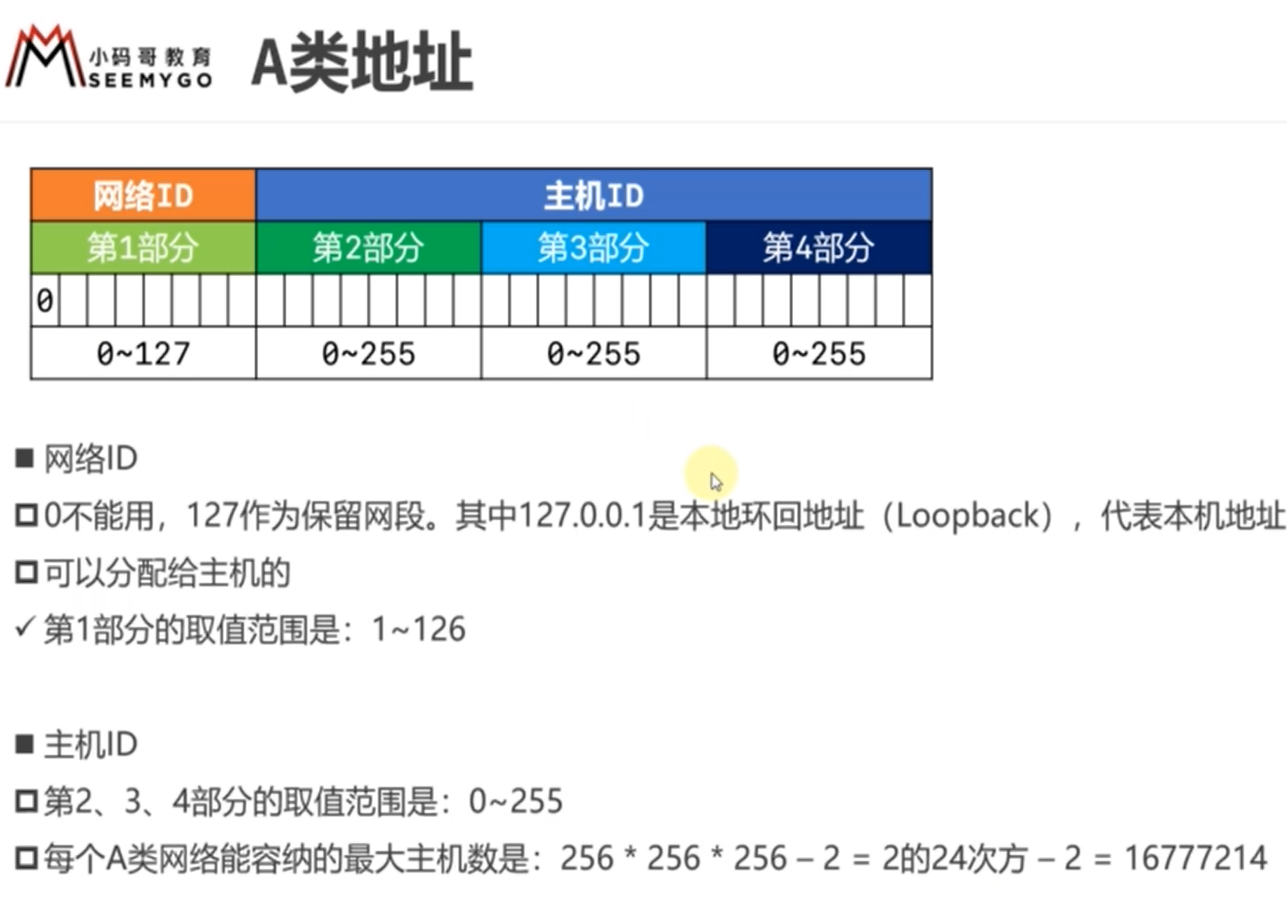 小码哥教育
SEEMYGO
A类地址
网络ID 主机ID
第1部分 第2部分 第3部分 第4部分
0
0~127 0~255 0~255 0~255
■ 网络ID
□ 0不能用，127作为保留网段。其中127.0.0.1是本地环回地址（Loopback），代表本机地址
□ 可以分配给主机的
✓ 第1部分的取值范围是：1~126
■ 主机ID
□ 第2、3、4部分的取值范围是：0~255
□ 每个A类网络能容纳的最大主机数是：256 * 256 * 256 – 2 = 2的24次方 – 2 = 16777214